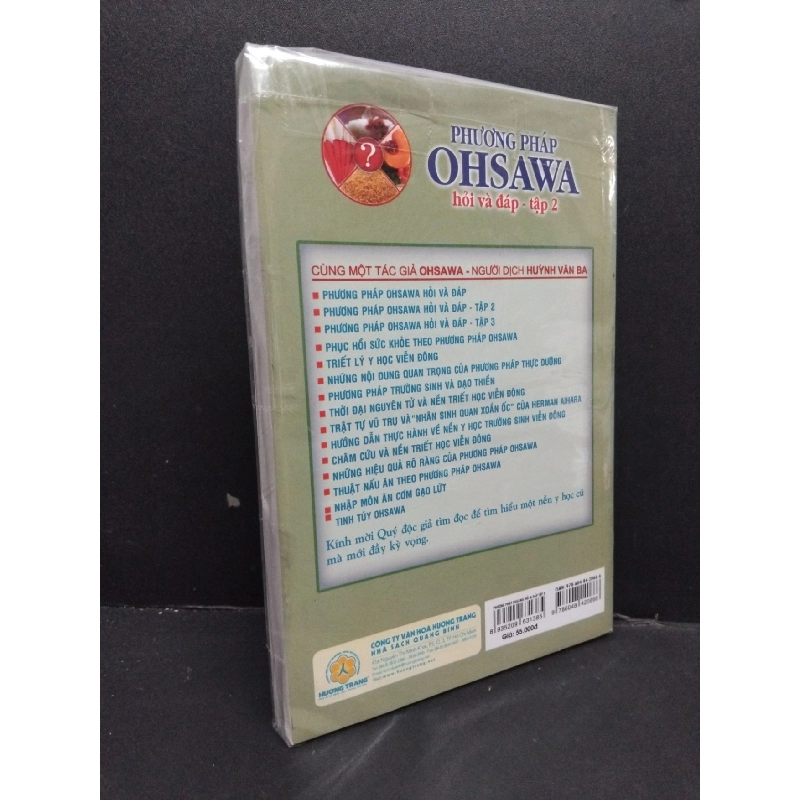 ?
PHƯƠNG PHÁP
OHSAWA
hỏi và đáp - tập 2
CÙNG MỘT TÁC GIẢ OHSAWA - NGƯỜI DỊCH HUỲNH VĂN BA
PHƯƠNG PHÁP OHSAWA HỎI VÀ ĐÁP
PHƯƠNG PHÁP OHSAWA HỎI VÀ ĐÁP - TẬP 2
PHƯƠNG PHÁP OHSAWA HỎI VÀ ĐÁP - TẬP 3
PHỤC HỒI SỨC KHỎE THEO PHƯƠNG PHÁP OHSAWA
TRIẾT LÝ Y HỌC VIỄN ĐÔNG
NHỮNG NỘI DUNG QUAN TRỌNG CỦA PHƯƠNG PHÁP THỰC DƯỠNG
PHƯƠNG PHÁP TRƯỜNG SINH VÀ ĐẠO THIỀN
THỜI ĐẠI NGUYÊN TỬ VÀ NỀN TRIẾT HỌC VIỄN ĐÔNG
TRẬT TỰ VŨ TRỤ VÀ "NHÂN SINH QUAN XOẮN ỐC" CỦA HERMAN AIHARA
HƯỚNG DẪN THỰC HÀNH VỀ NỀN Y HỌC TRƯỜNG SINH VIỄN ĐÔNG
CHÂM CỨU VÀ NỀN TRIẾT HỌC VIỄN ĐÔNG
NHỮNG HIỆU QUẢ RÕ RÀNG CỦA PHƯƠNG PHÁP OHSAWA
THUẬT NẤU ĂN THEO PHƯƠNG PHÁP OHSAWA
NHẬP MÔN ĂN CƠM GẠO LỨT
TINH TÚY OHSAWA
Kính mời Quý độc giả tìm đọc để tìm hiểu một nền y học cũ
mà mới đầy kỳ vọng.
CÔNG TY VĂN HÓA HƯƠNG TRANG
NHÀ SÁCH QUANG BÌNH
HƯƠNG TRANG
Giá: 55.000đ